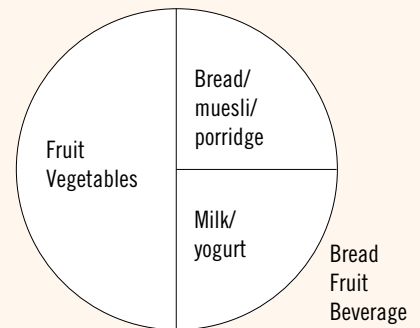 Fruit
Vegetables
Bread/
muesli/
porridge
Milk/
yogurt
Bread
Fruit
Beverage